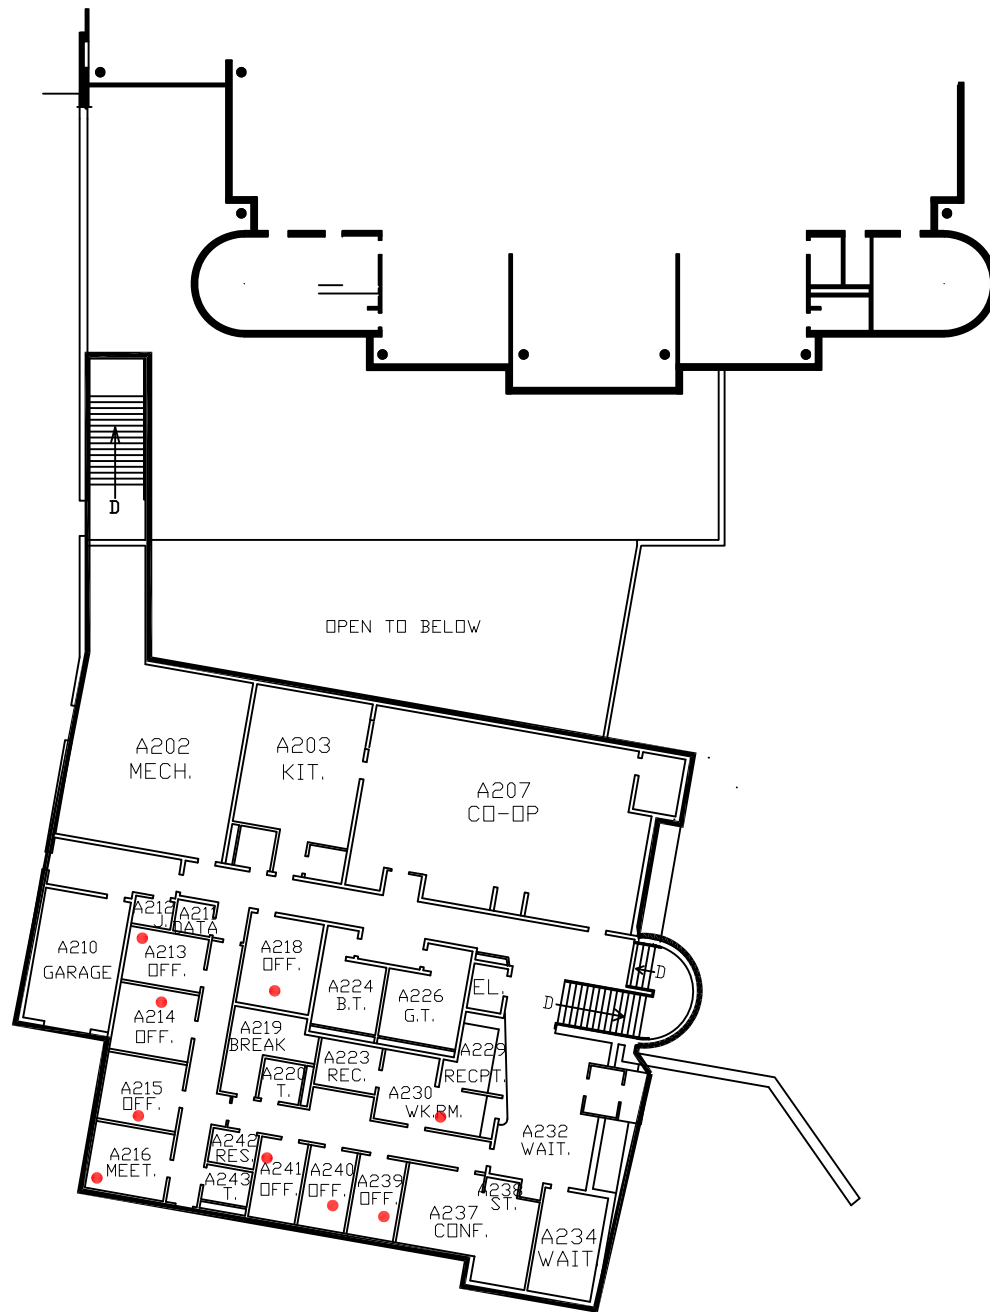 D
OPEN TO BELOW
A202
MECH.
A203
KIT.
A207
CO-OP
A212
J.
A211
DATA
A210
GARAGE
A213
OFF.
A218
OFF.
A224
B.T.
A226
G.T.
EL.
D
D
A214
OFF.
A219
BREAK
A223
REC.
A229
RECPT.
A220
T.
A230
WK.RM.
A215
OFF.
A216
MEET.
A242
RES.
A243
T.
A241
OFF.
A240
OFF.
A239
OFF.
A232
WAIT.
A238
ST.
A237
CONF.
A234
WAIT.